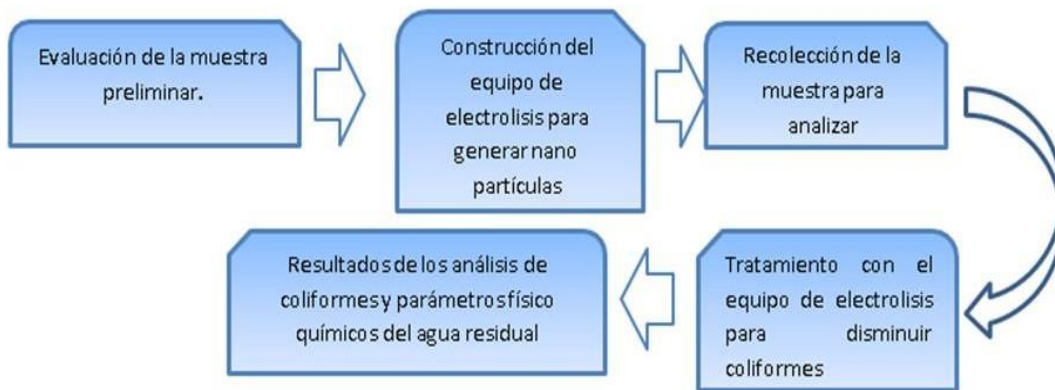 Evaluación de la muestra
preliminar.
Construcción del
equipo de
electrolisis para
generar nano
partículas
Recolección de la
muestra para
analizar
Tratamiento con el
equipo de electrolisis
para disminuir
coliformes
Resultados de los análisis de
coliformes y parámetros físico
químicos del agua residual